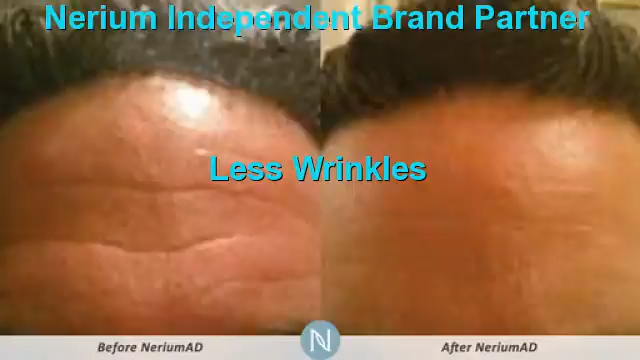 Nerium Independent Brand Partner
Less Wrinkles
Before NeriumAD
N
After NeriumAD